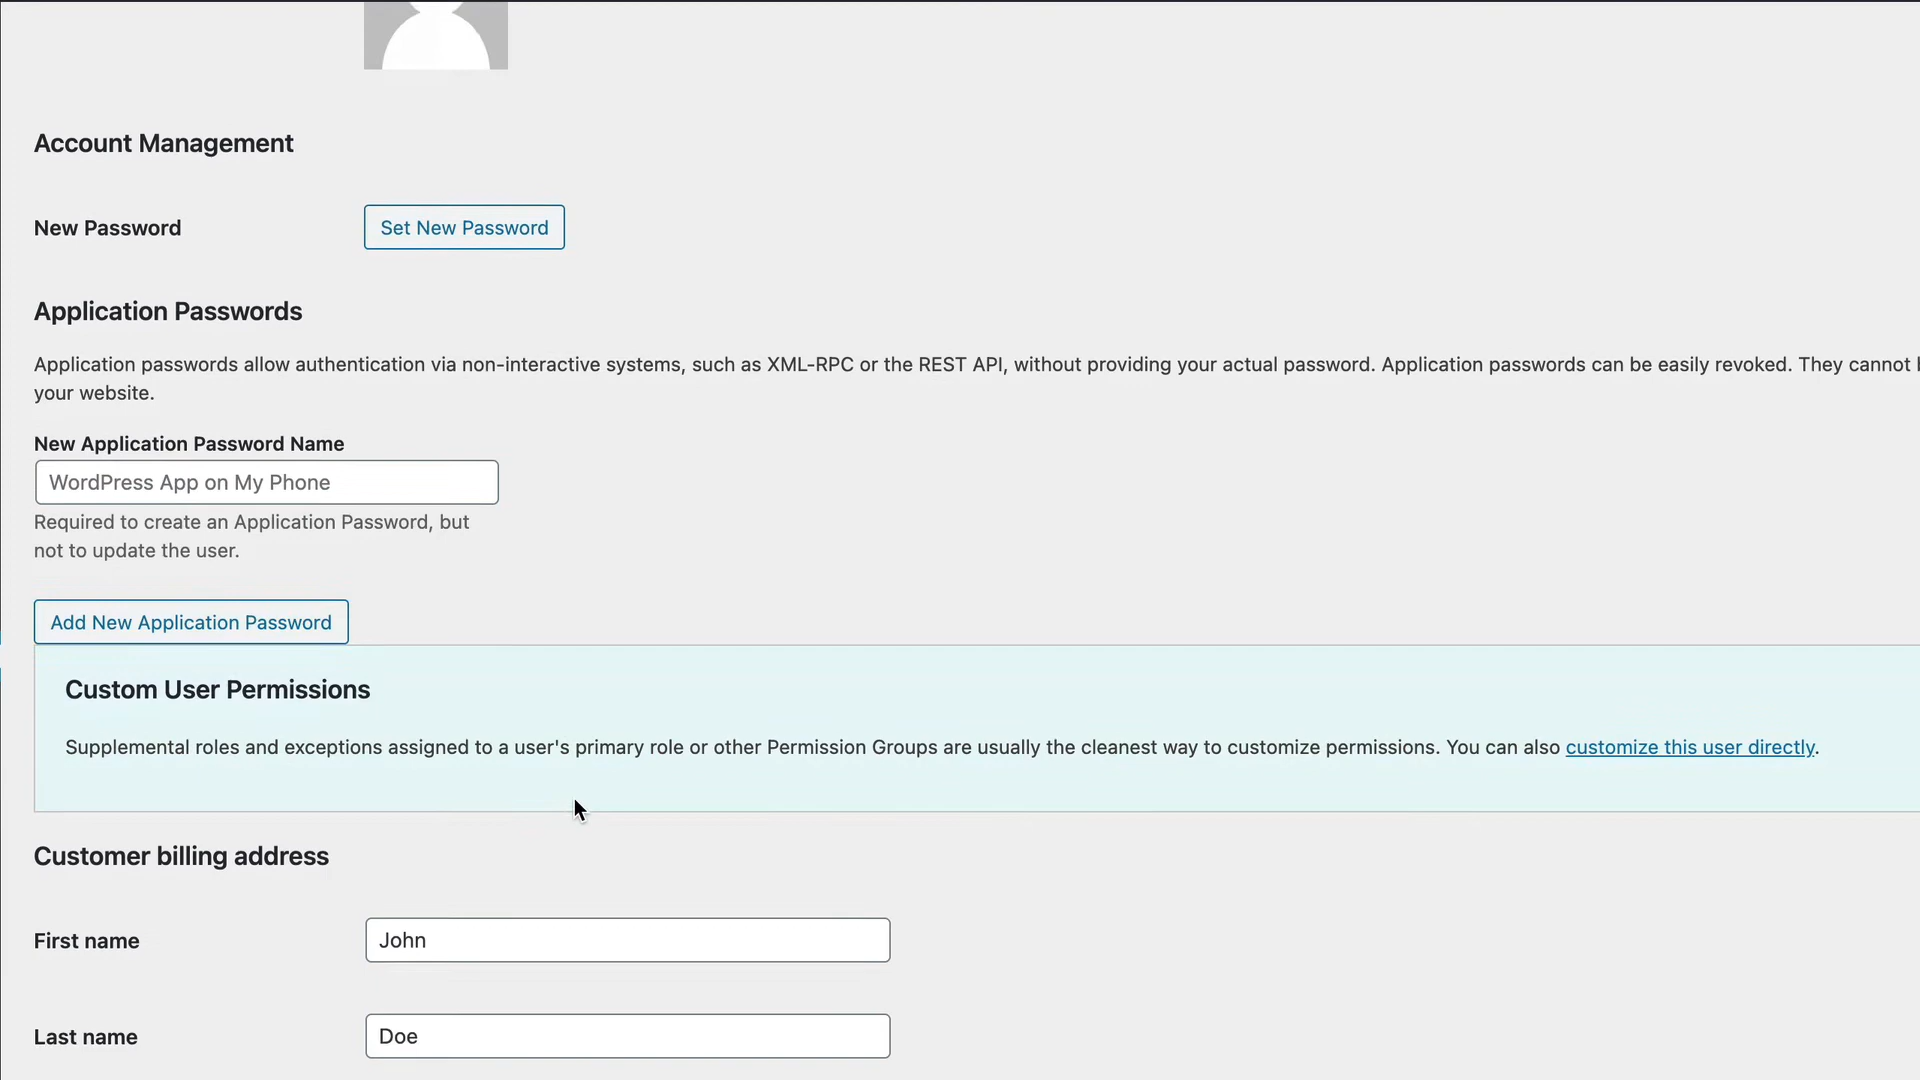 Account Management
New Password
Set New Password
Application Passwords
Application passwords allow authentication via non-interactive systems, such as XML-RPC or the REST API, without providing your actual password. Application passwords can be easily revoked. They cannot
your website.
New Application Password Name
WordPress App on My Phone
Required to create an Application Password, but
not to update the user.
Add New Application Password
Custom User Permissions
Supplemental roles and exceptions assigned to a user's primary role or other Permission Groups are usually the cleanest way to customize permissions. You can also customize this user directly.
Customer billing address
First name
John
Last name
Doe